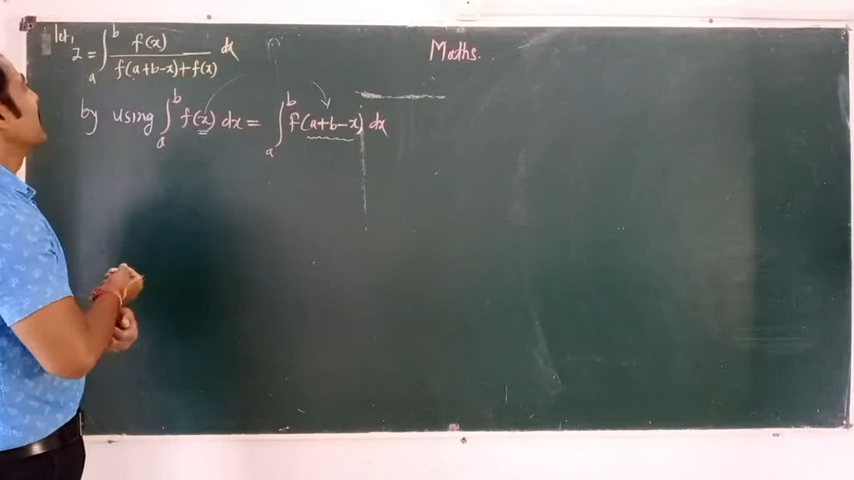 let, I = ∫_a^b f(x) / (f(a+b-x)+f(x)) dx
Maths.
by using ∫_a^b f(x) dx = ∫_a^b f(a+b-x) dx